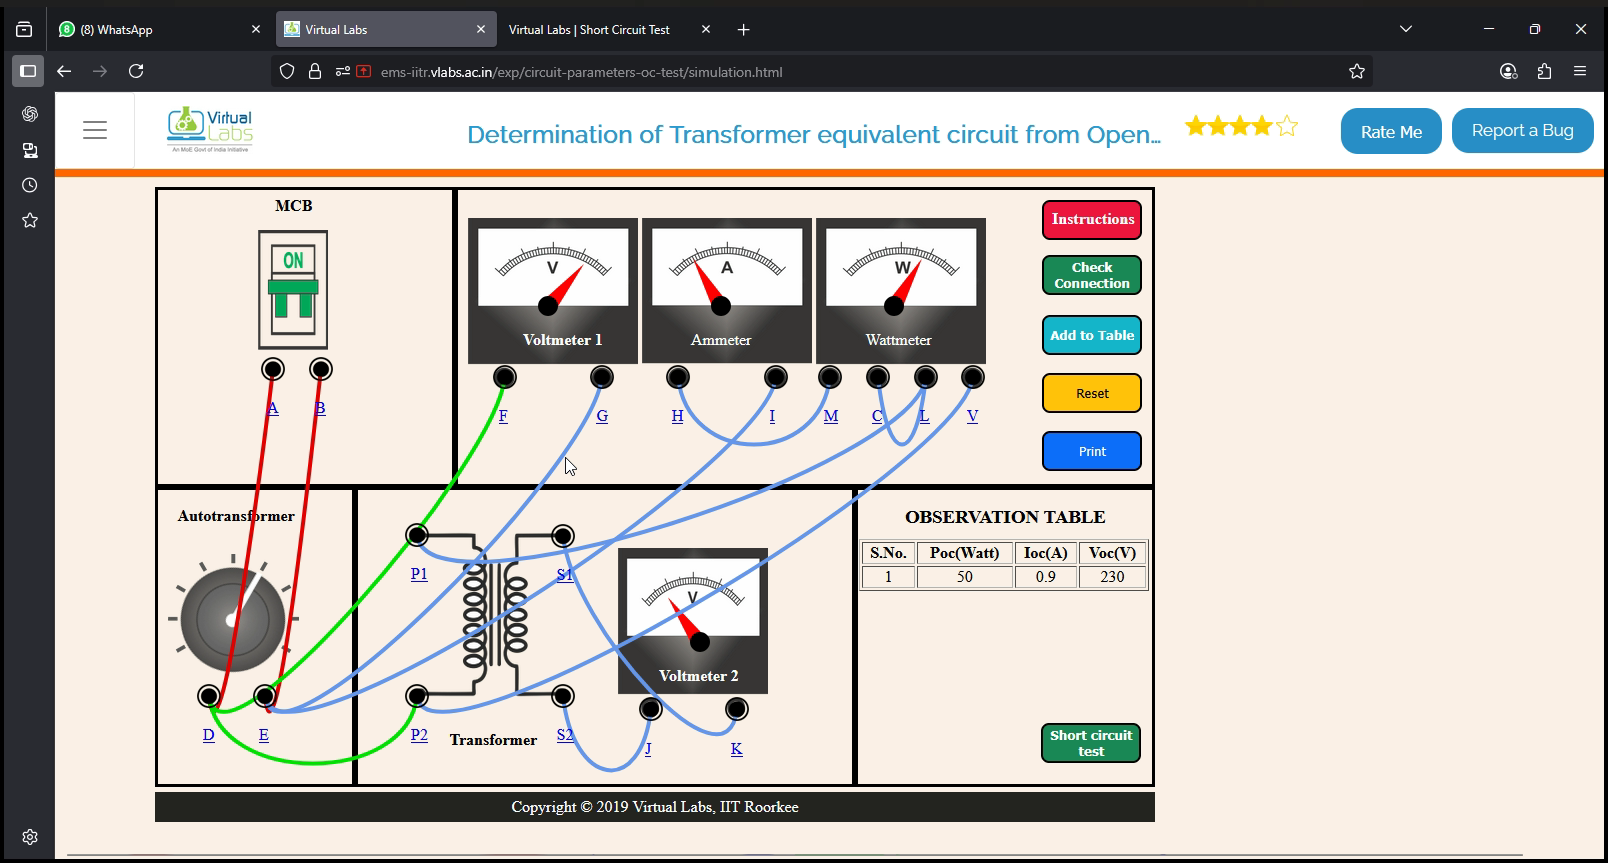 (8) WhatsApp
Virtual Labs
Virtual Labs | Short Circuit Test
ems-iitr.vlabs.ac.in/exp/circuit-parameters-oc-test/simulation.html
Virtual
Labs
An MoE Govt of India Initiative
Determination of Transformer equivalent circuit from Open...
Rate Me
Report a Bug
MCB
ON
A
B
V
Voltmeter 1
A
Ammeter
W
Wattmeter
F
G
H
I
M
C
L
V
Instructions
Check
Connection
Add to Table
Reset
Print
Autotransformer
D
E
P1
S1
P2
Transformer
S2
V
Voltmeter 2
J
K
OBSERVATION TABLE
S.No. Poc(Watt) Ioc(A) Voc(V)
1 50 0.9 230
Short circuit
test
Copyright © 2019 Virtual Labs, IIT Roorkee